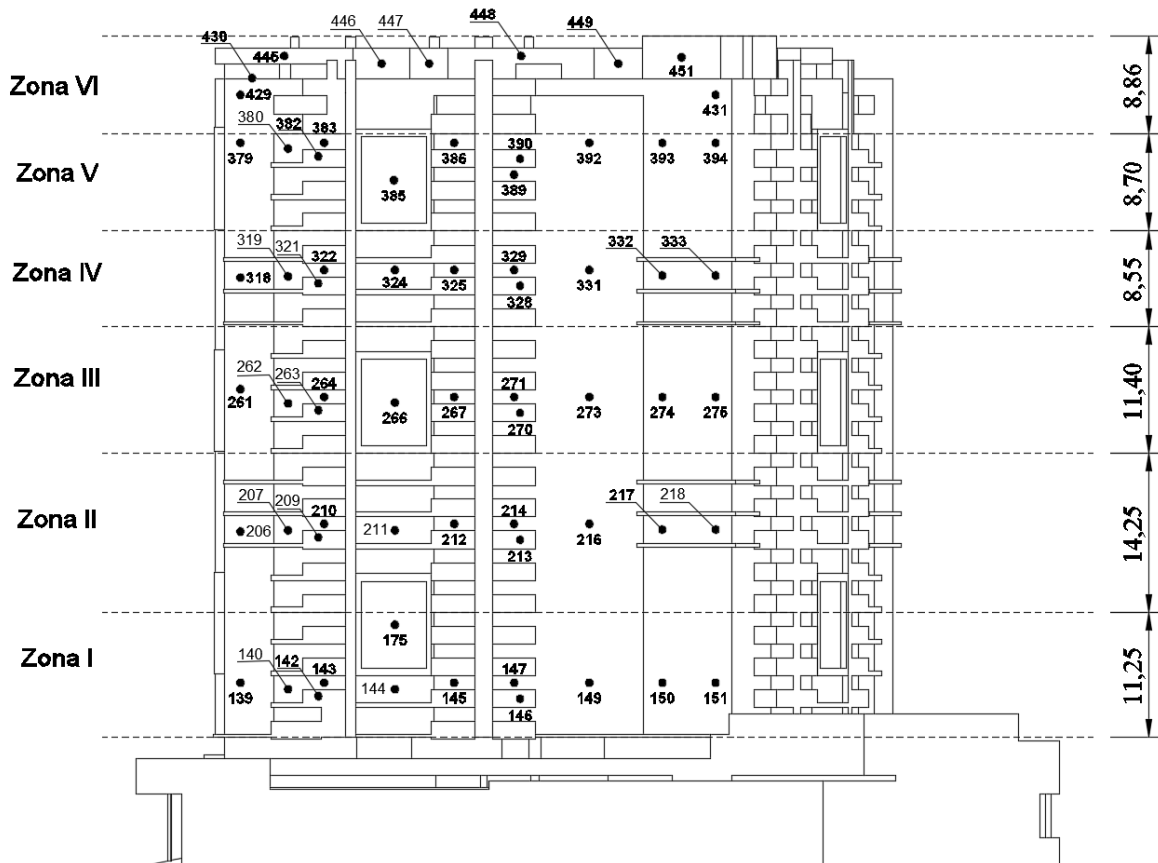 446 447 448 449
430 445 451
Zona VI 8,86
429 431
380 382 383
390
379 386 392 393 394
Zona V 385 389 8,70
319 321 322 329 332 333
Zona IV 318 324 325 331 8,55
328
Zona III 11,40
262 263 264 271
261 266 267 273 274 275
270
207 209 210 214 217 218
Zona II 206 211 212 216 14,25
213
175
Zona I 11,25
140 142 143 147
139 144 145 149 150 151
146